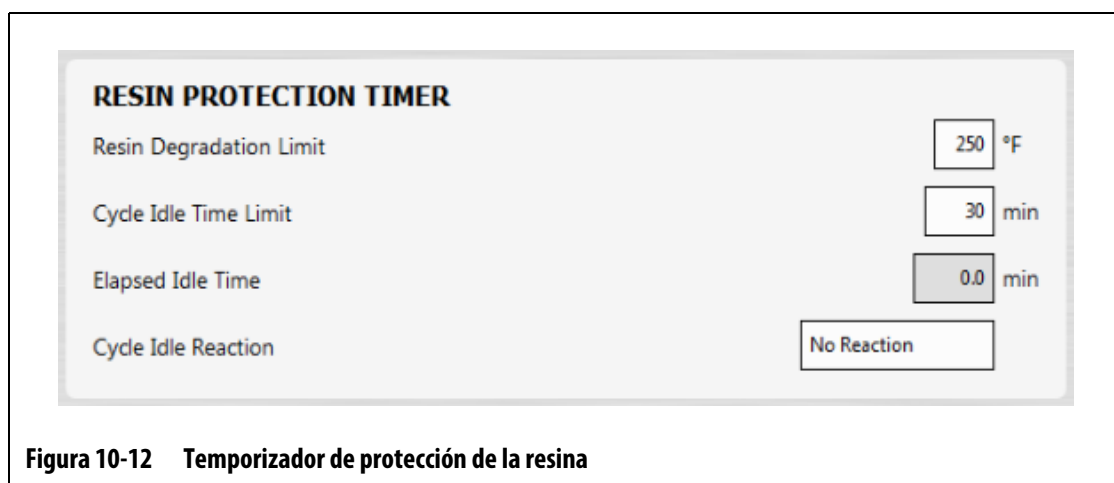 RESIN PROTECTION TIMER
Resin Degradation Limit 250 °F
Cycle Idle Time Limit 30 min
Elapsed Idle Time 0.0 min
Cycle Idle Reaction No Reaction
Figura 10-12 Temporizador de protección de la resina